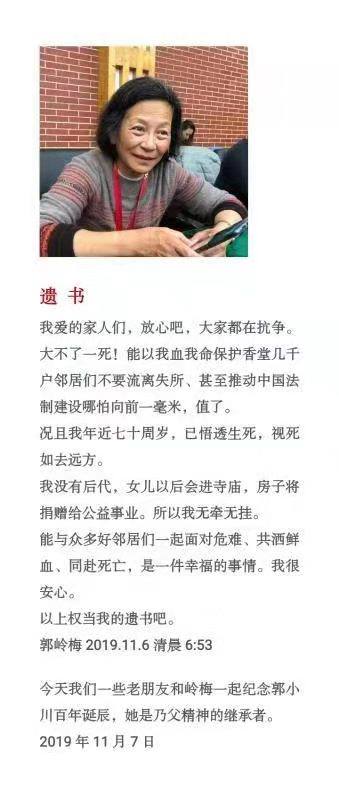 遗 书
我爱的家人们，放心吧，大家都在抗争。
大不了一死！能以我血我命保护香堂几千
户邻居们不要流离失所、甚至推动中国法
制建设哪怕向前一毫米，值了。
况且我年近七十周岁，已悟透生死，视死
如去远方。
我没有后代，女儿以后会进寺庙，房子将
捐赠给公益事业。所以我无牵无挂。
能与众多好邻居们一起面对危难、共洒鲜
血、同赴死亡，是一件幸福的事情。我很
安心。
以上权当我的遗书吧。
郭岭梅 2019.11.6 清晨 6:53
今天我们一些老朋友和岭梅一起纪念郭小
川百年诞辰，她是乃父精神的继承者。
2019 年 11 月 7 日